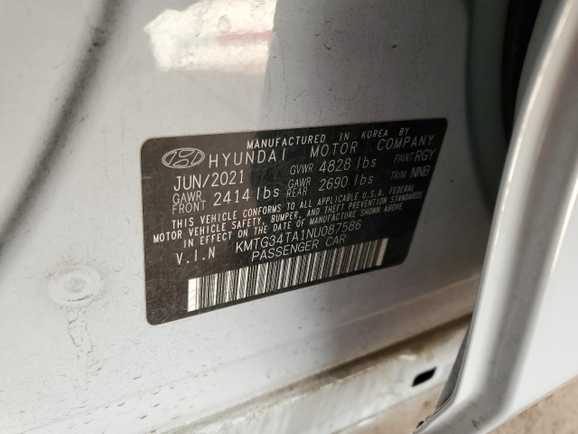 MANUFACTURED IN KOREA BY
HYUNDAI MOTOR COMPANY
JUN/2021 GVWR 4828 lbs PAINT RGY
GAWR FRONT 2414 lbs GAWR 2690 lbs TRIM NNB
THIS VEHICLE CONFORMS TO ALL APPLICABLE U.S.A. FEDERAL
MOTOR VEHICLE SAFETY, BUMPER, AND THEFT PREVENTION
STANDARDS IN EFFECT ON THE DATE OF MANUFACTURE SHOWN ABOVE.
V.I.N KMTG34TA1NU087586
PASSENGER CAR